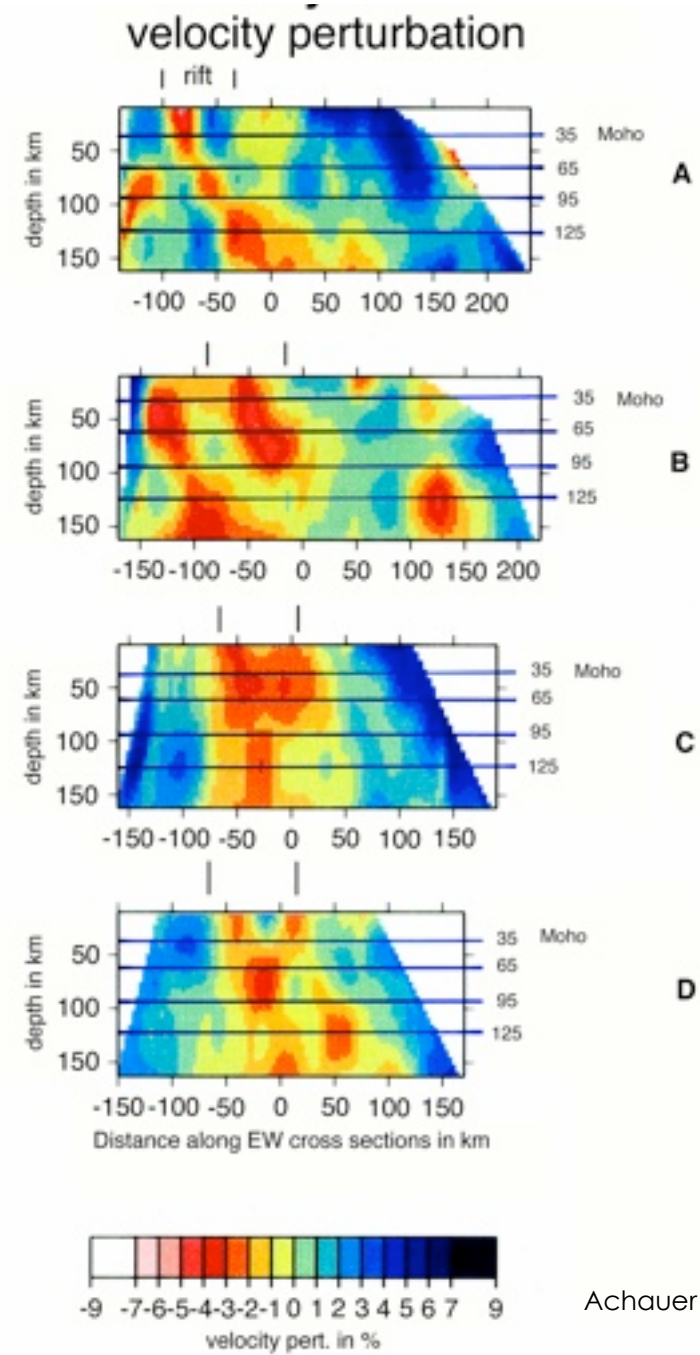 velocity perturbation
| rift |
35 Moho
50
65
A
95
100
125
150
depth in km
-100 -50 0 50 100 150 200
35 Moho
50
65
B
95
100
125
150
depth in km
-150 -100 -50 0 50 100 150 200
35 Moho
50
65
C
95
100
125
150
depth in km
-150 -100 -50 0 50 100 150
35 Moho
50
65
D
95
100
125
150
depth in km
-150 -100 -50 0 50 100 150
Distance along EW cross sections in km
-9 -7-6-5-4-3-2-1 0 1 2 3 4 5 6 7 9
velocity pert. in %
Achauer